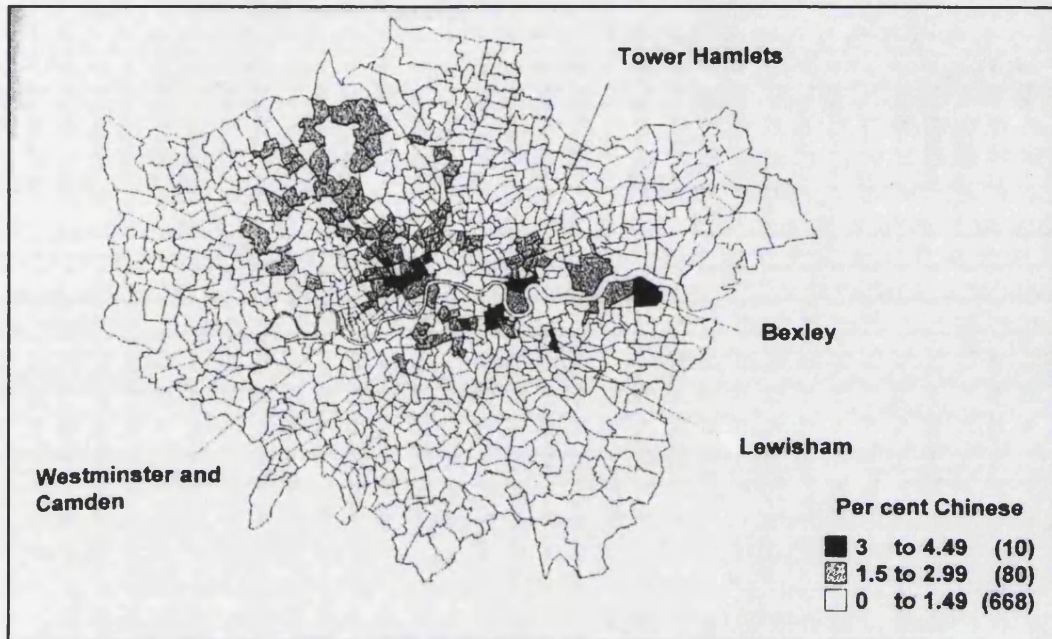 Tower Hamlets
Bexley
Lewisham
Westminster and
Camden
Per cent Chinese
3 to 4.49 (10)
1.5 to 2.99 (80)
0 to 1.49 (668)